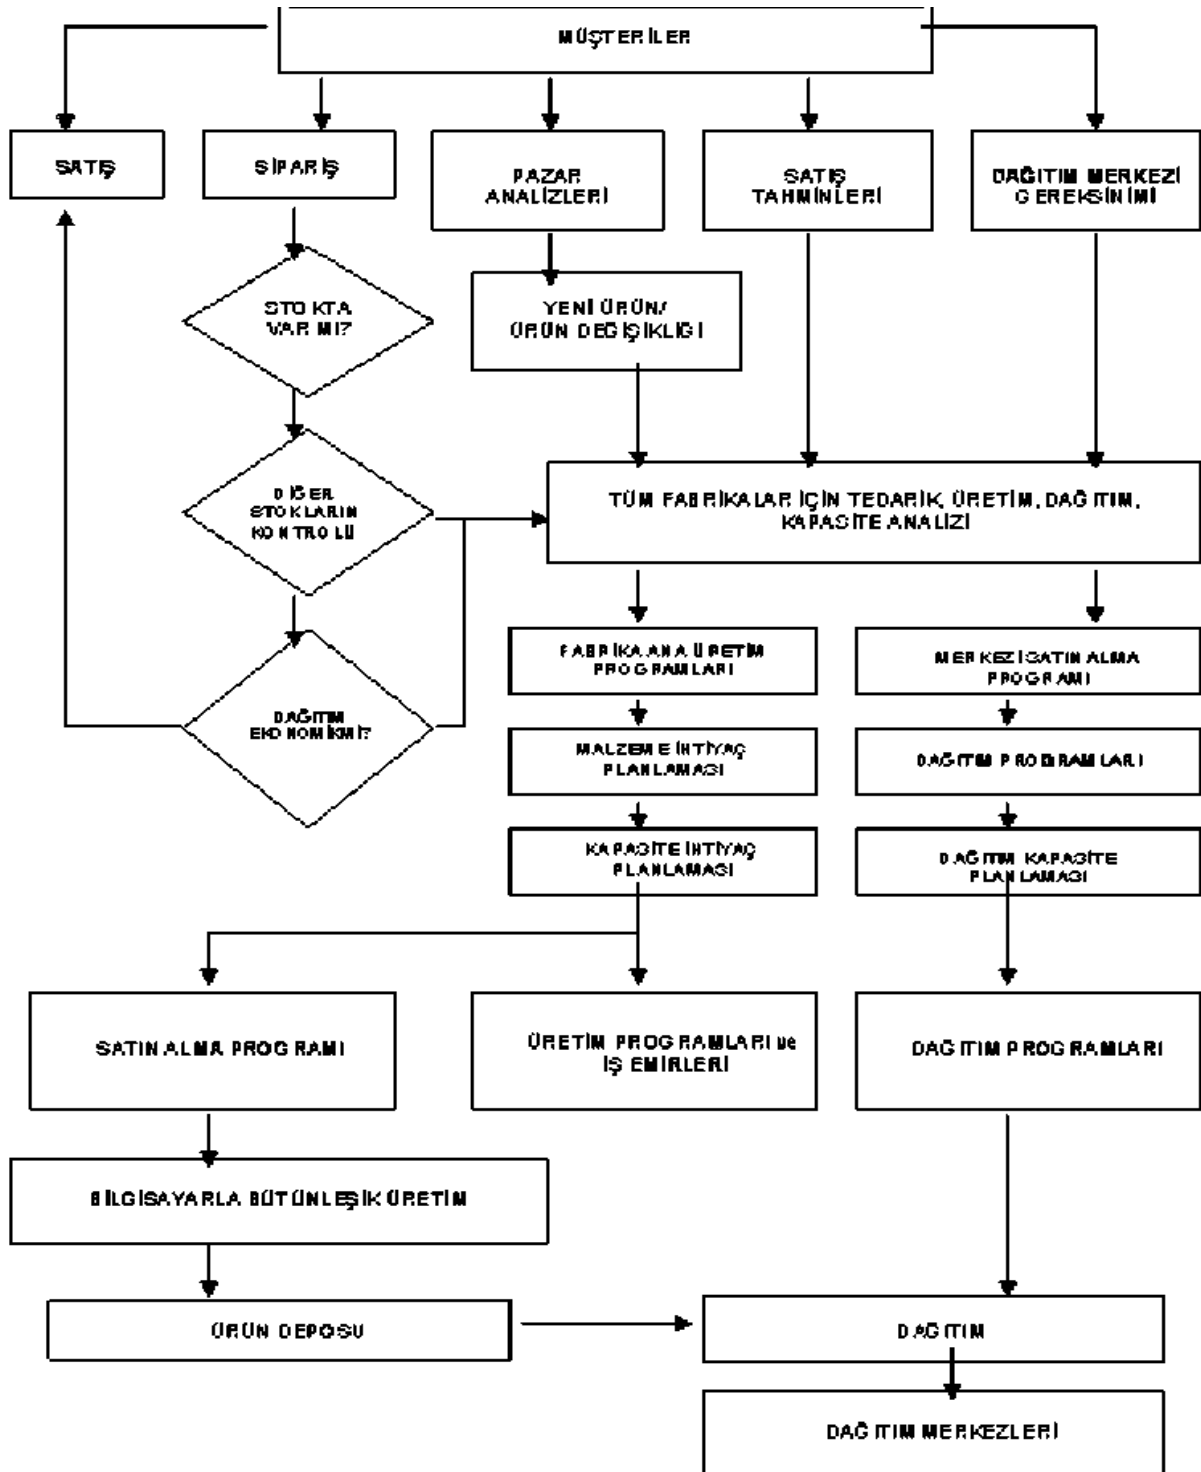 MÜŞTERİLER
SATIŞ
SİPARİŞ
PAZAR
ANALİZLERİ
SATIŞ
TAHMİNLERİ
DAĞITIM MERKEZİ
GEREKSİNİMİ
STOKTA
VAR MI?
YENİ ÜRÜN/
ÜRÜN DEĞİŞİKLİĞİ
DİĞER
STOKLARIN
KONTROLÜ
TÜM FABRİKALAR İÇİN TEDARİK, ÜRETİM, DAĞITIM,
KAPASİTE ANALİZİ
FABRİKA ANA ÜRETİM
PROGRAMLARI
MERKEZİ SATIN ALMA
PROGRAMI
DAĞITIM
EKONOMİKMİ?
MALZEME İHTİYAÇ
PLANLAMASI
DAĞITIM PROGRAMLARI
KAPASİTE İHTİYAÇ
PLANLAMASI
DAĞITIM KAPASİTE
PLANLAMASI
SATIN ALMA PROGRAMI
ÜRETİM PROGRAMLARI ve
İŞ EMİRLERİ
DAĞITIM PROGRAMLARI
BİLGİSAYARLA BÜTÜNLEŞİK ÜRETİM
ÜRÜN DEPOSU
DAĞITIM
DAĞITIM MERKEZLERİ